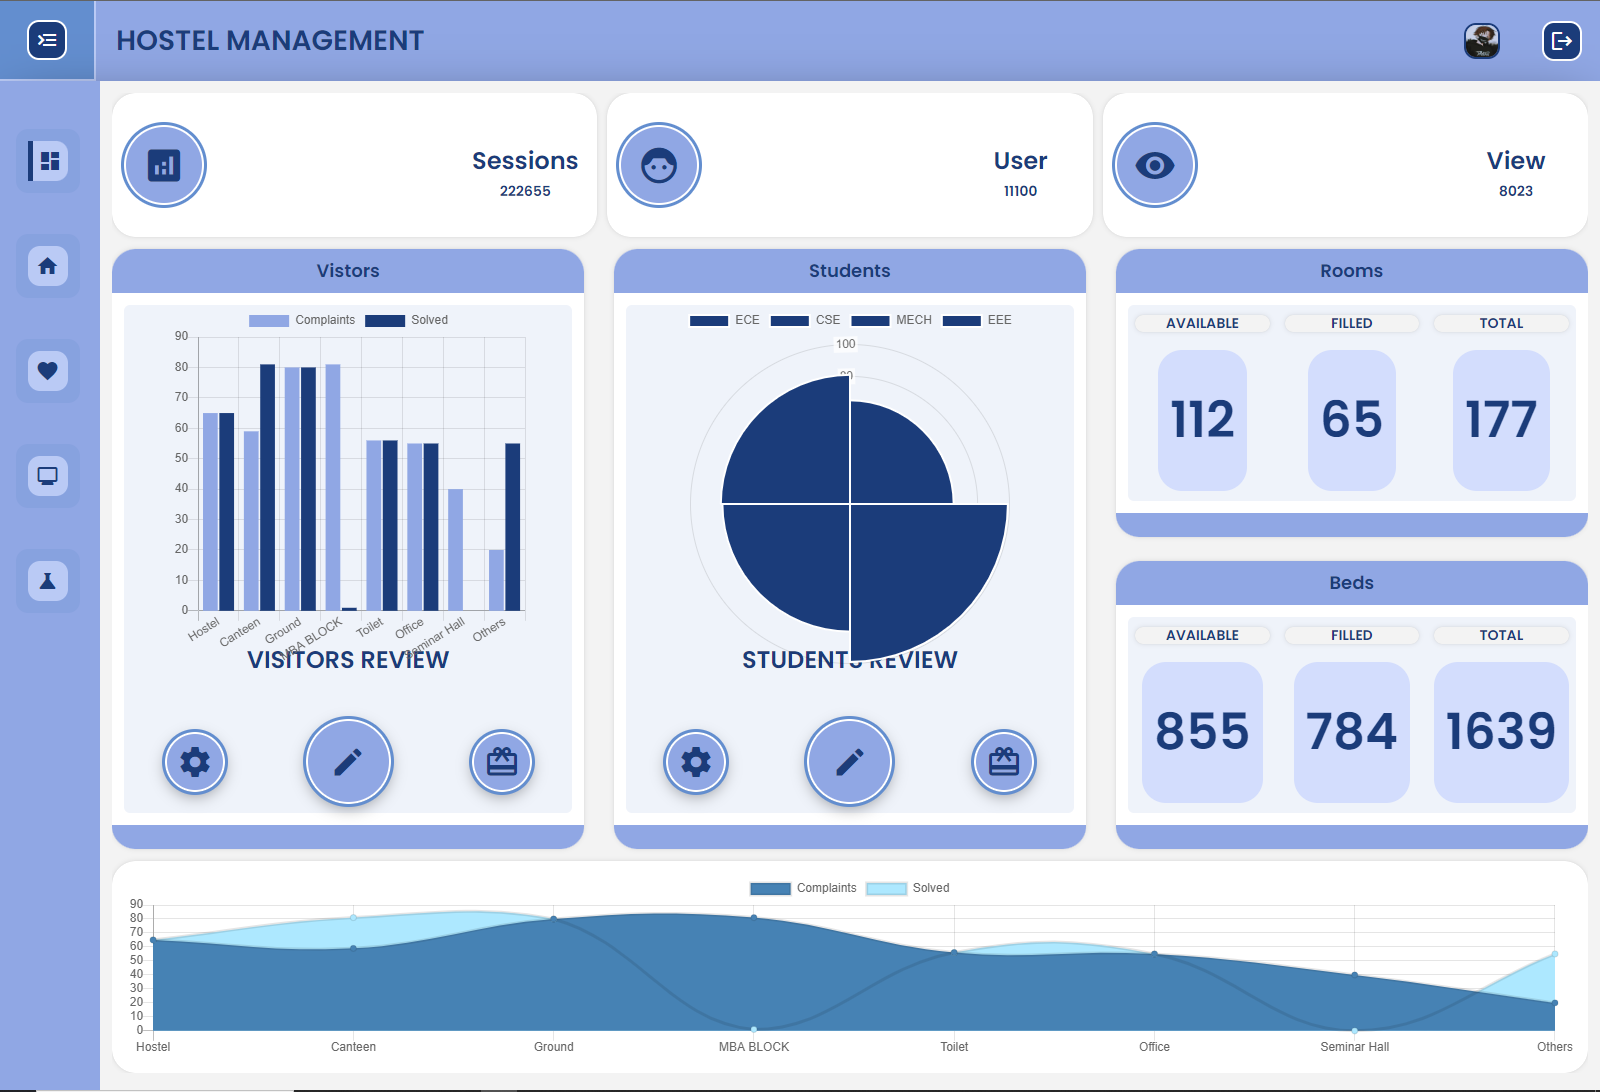 HOSTEL MANAGEMENT
Sessions
222655
User
11100
View
8023
Vistors
Complaints Solved
90
80
70
60
50
40
30
20
10
0
Hostel Canteen Ground MBA BLOCK Toilet Office Seminar Hall Others
VISITORS REVIEW
Students
ECE CSE MECH EEE
100
80
STUDENTS REVIEW
Rooms
AVAILABLE FILLED TOTAL
112 65 177
Beds
AVAILABLE FILLED TOTAL
855 784 1639
Complaints Solved
90
80
70
60
50
40
30
20
10
0
Hostel Canteen Ground MBA BLOCK Toilet Office Seminar Hall Others